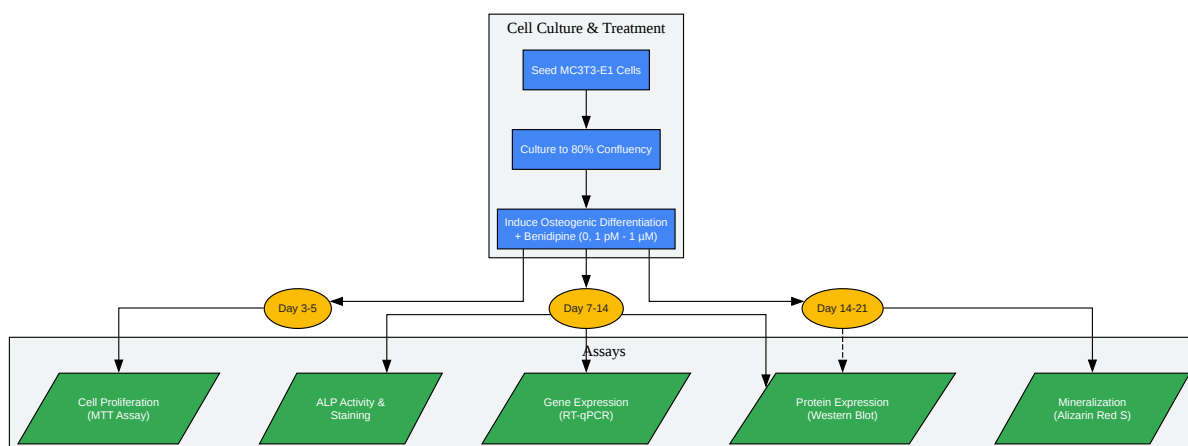 Cell Culture & Treatment
Seed MC3T3-E1 Cells
Culture to 80% Confluency
Induce Osteogenic Differentiation
+ Benidipine (0, 1 pM - 1 µM)
Day 3-5
Day 7-14
Day 14-21
Assays
Cell Proliferation
(MTT Assay)
ALP Activity &
Staining
Gene Expression
(RT-qPCR)
Protein Expression
(Western Blot)
Mineralization
(Alizarin Red S)